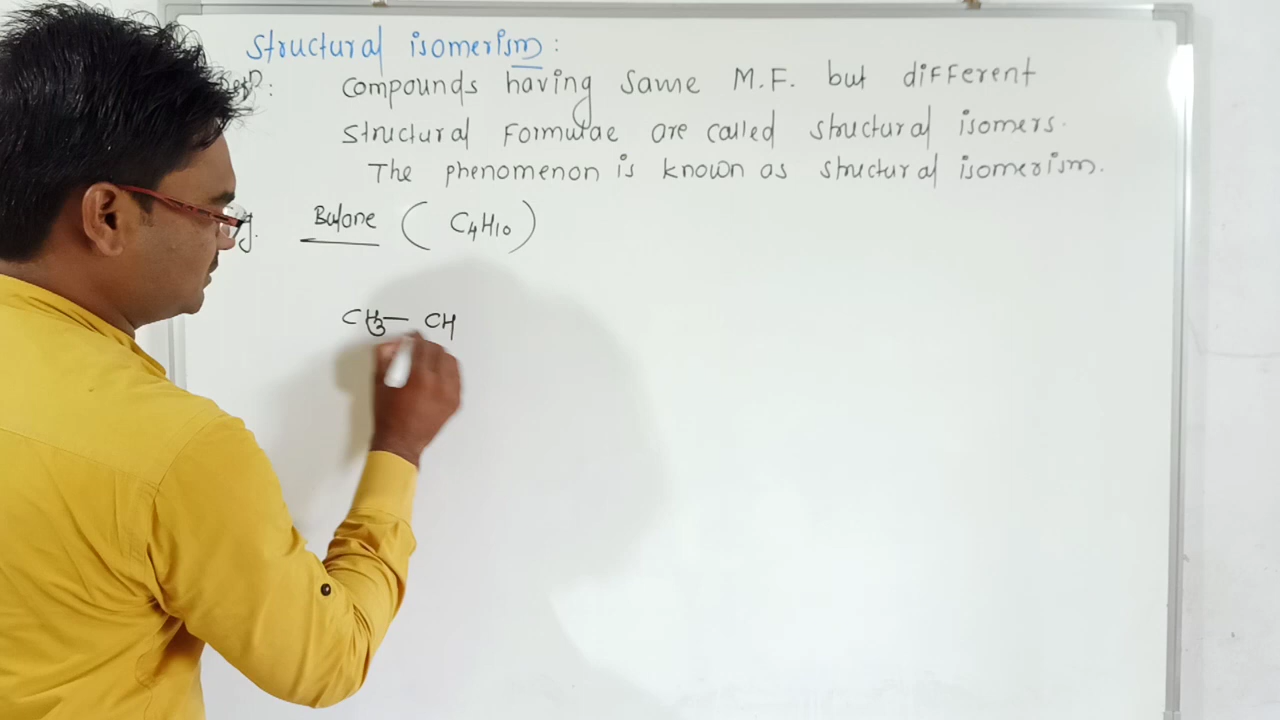 Structural isomerism :
Defn : Compounds having same M.F. but different
structural formulae are called structural isomers.
The phenomenon is known as structural isomerism.
Butane ( C4H10 )
CH3 — CH